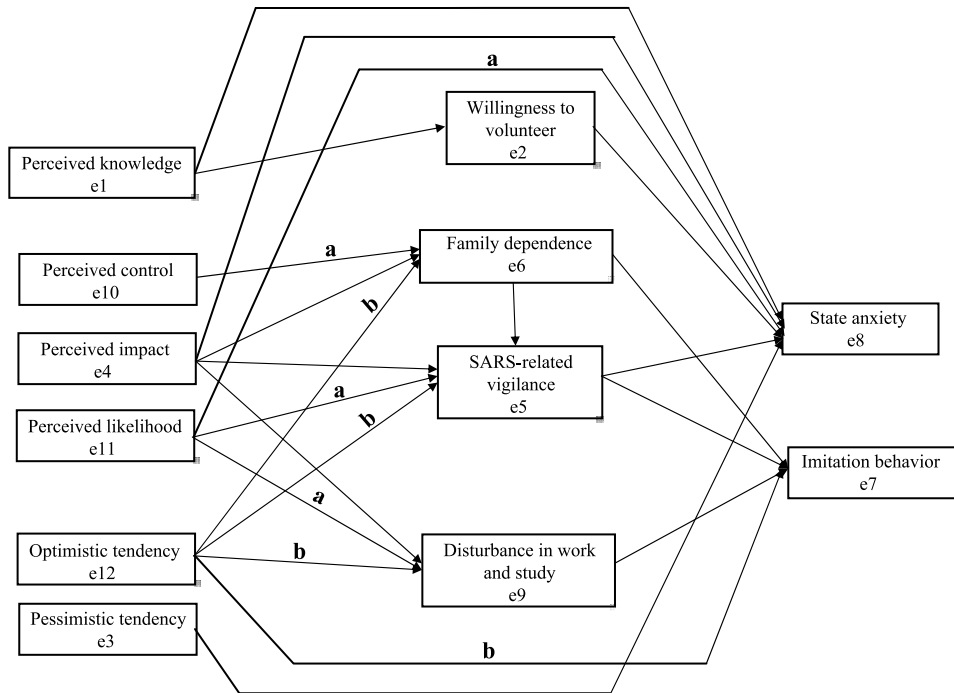 a
Willingness to
volunteer
e2
Perceived knowledge
e1
a
Family dependence
e6
Perceived control
e10
b
State anxiety
e8
Perceived impact
e4
SARS-related
vigilance
e5
a
b
Perceived likelihood
e11
Imitation behavior
e7
a
Optimistic tendency
e12
b
Disturbance in work
and study
e9
Pessimistic tendency
e3
b